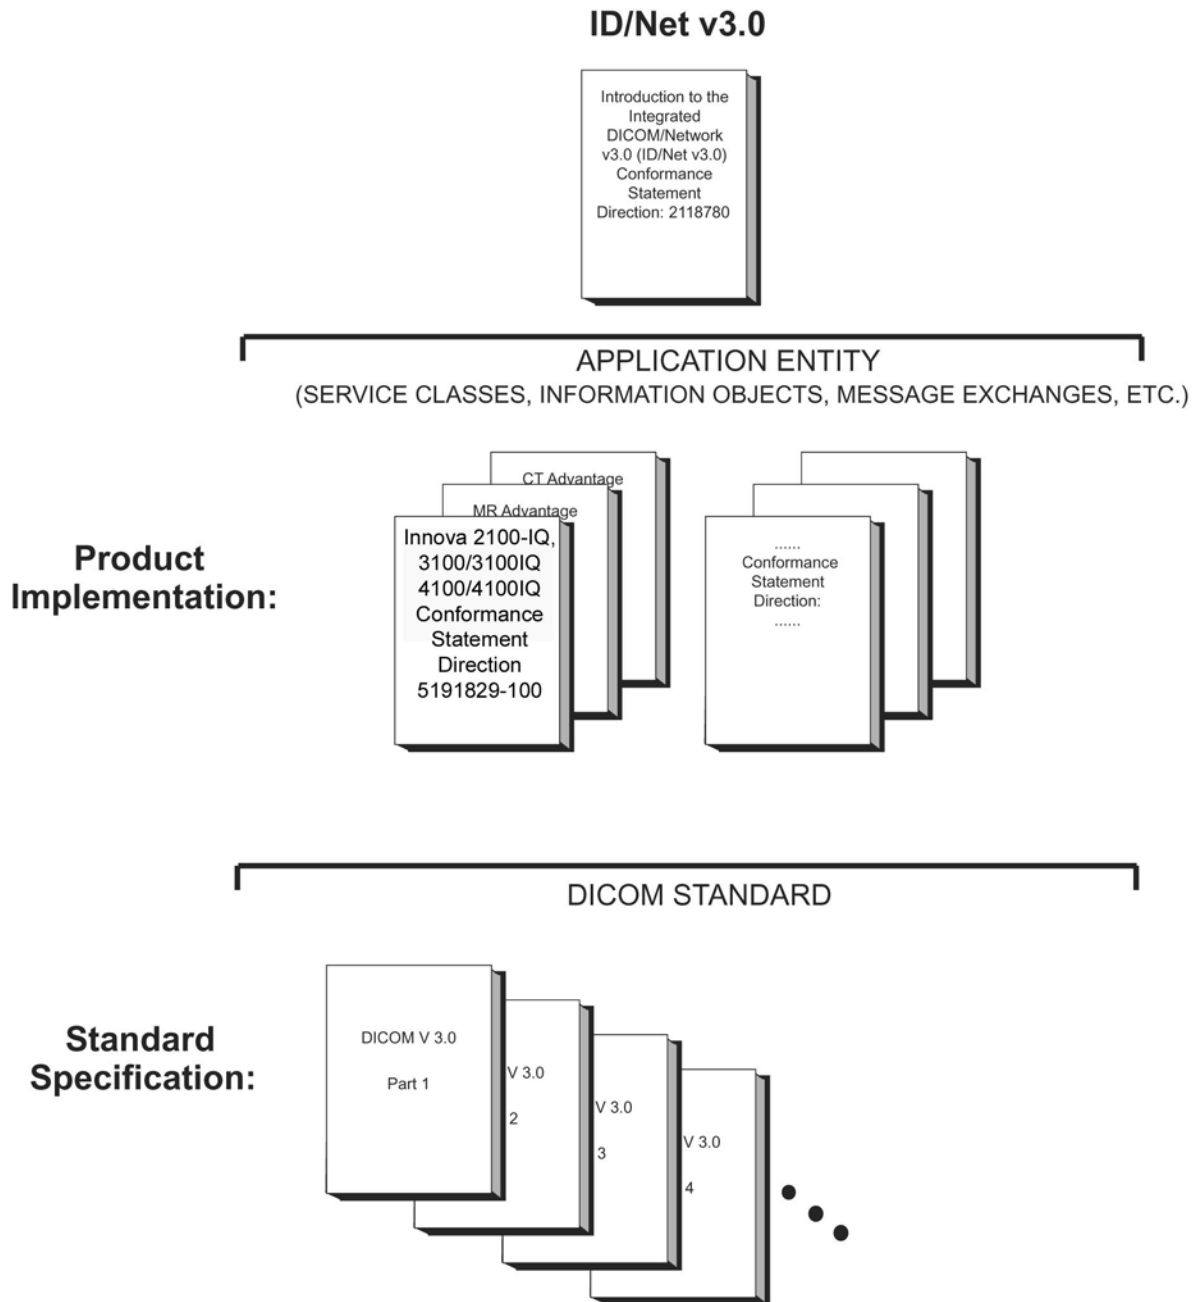 ID/Net v3.0
Introduction to the
Integrated
DICOM/Network
v3.0 (ID/Net v3.0)
Conformance
Statement
Direction: 2118780
APPLICATION ENTITY
(SERVICE CLASSES, INFORMATION OBJECTS, MESSAGE EXCHANGES, ETC.)
Product
Implementation:
CT Advantage
MR Advantage
Innova 2100-IQ,
3100/3100IQ
4100/4100IQ
Conformance
Statement
Direction
5191829-100
......
Conformance
Statement
Direction:
......
DICOM STANDARD
Standard
Specification:
DICOM V 3.0
Part 1
V 3.0
2
V 3.0
3
V 3.0
4